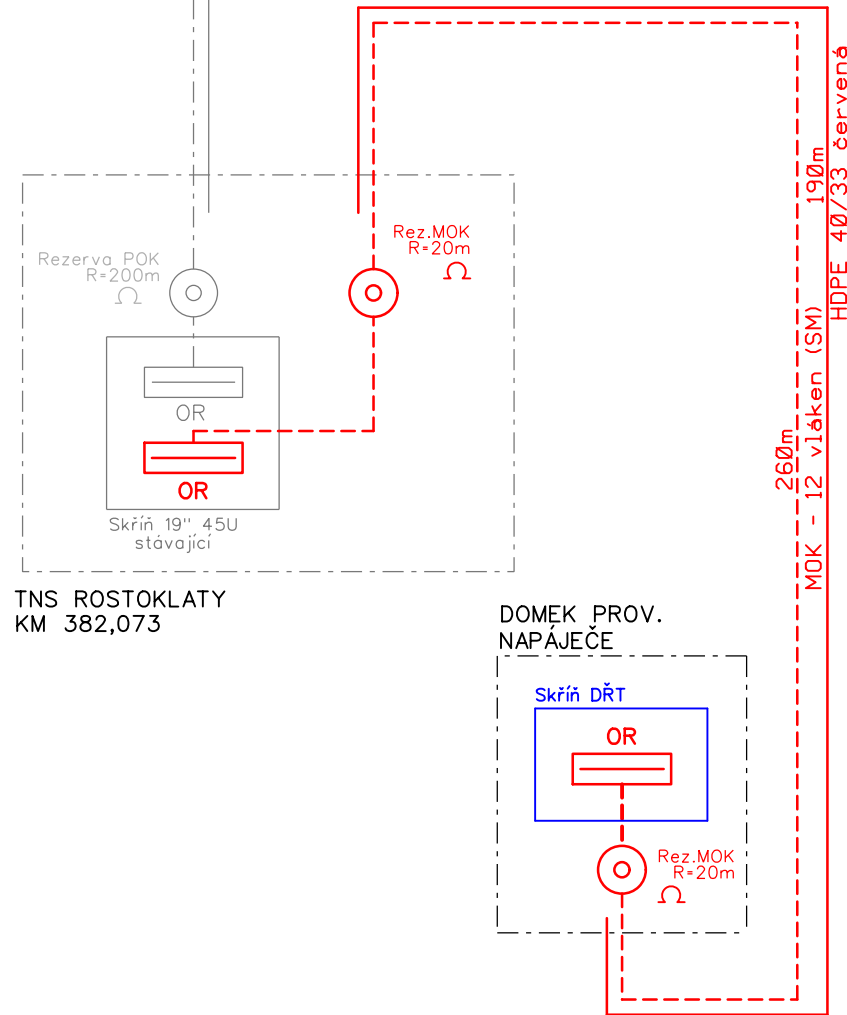 Rezerva POK
R=200m
Rez.MOK
R=20m
OR
OR
Skříň 19" 45U
stávající
TNS ROSTOKLATY
KM 382,073
DOMEK PROV.
NAPÁJEČE
Skříň DŘT
OR
Rez.MOK
R=20m
260m
MOK - 12 vláken (SM)
190m
HDPE 40/33 červená